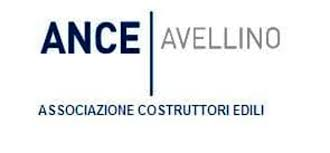 ANCE AVELLINO
ASSOCIAZIONE COSTRUTTORI EDILI